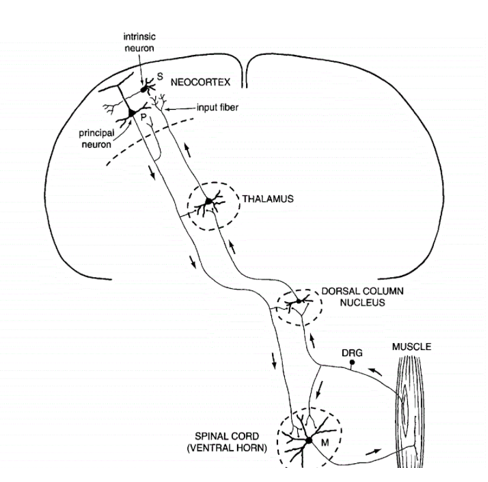 intrinsic
neuron
S
NEOCORTEX
input fiber
P
principal
neuron
THALAMUS
DORSAL COLUMN
NUCLEUS
DRG
MUSCLE
SPINAL CORD
(VENTRAL HORN)
M